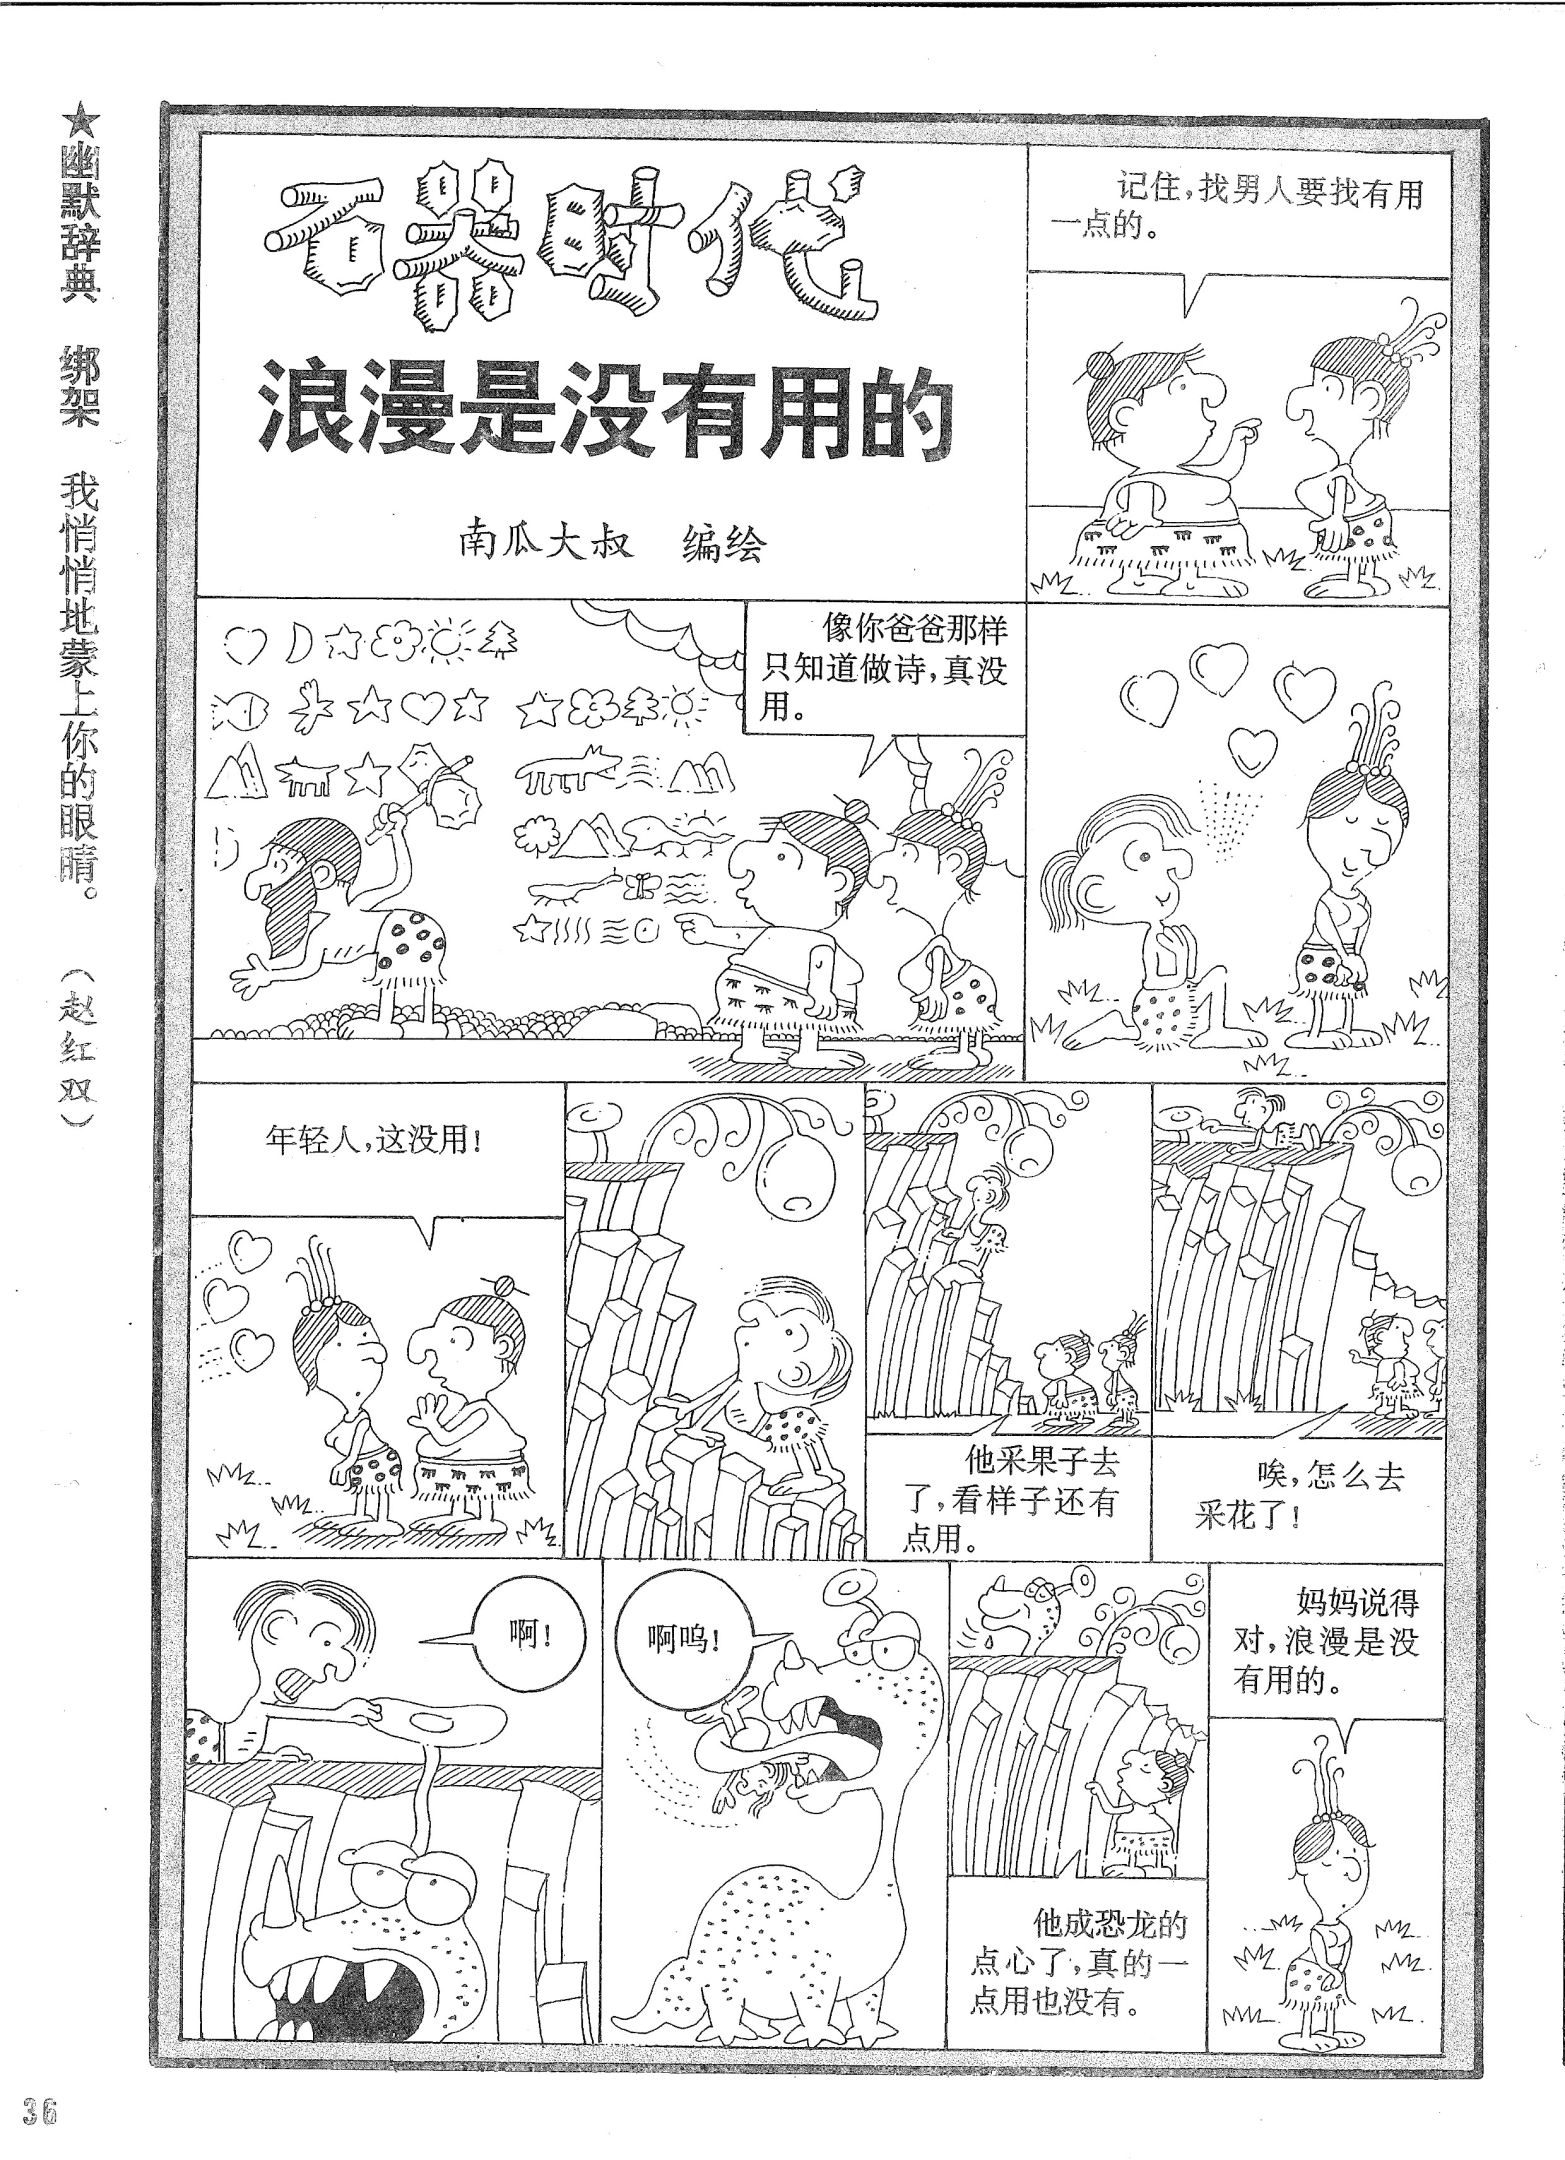 ★幽默辞典 绑架 我悄悄地蒙上你的眼睛。 (赵红双)
石器时代
浪漫是没有用的
南瓜大叔 编绘
记住,找男人要找有用
一点的。
像你爸爸那样
只知道做诗,真没
用。
年轻人,这没用!
他采果子去
了,看样子还有
点用。
唉,怎么去
采花了!
啊!
啊呜!
他成恐龙的
点心了,真的一
点用也没有。
妈妈说得
对,浪漫是没
有用的。
36